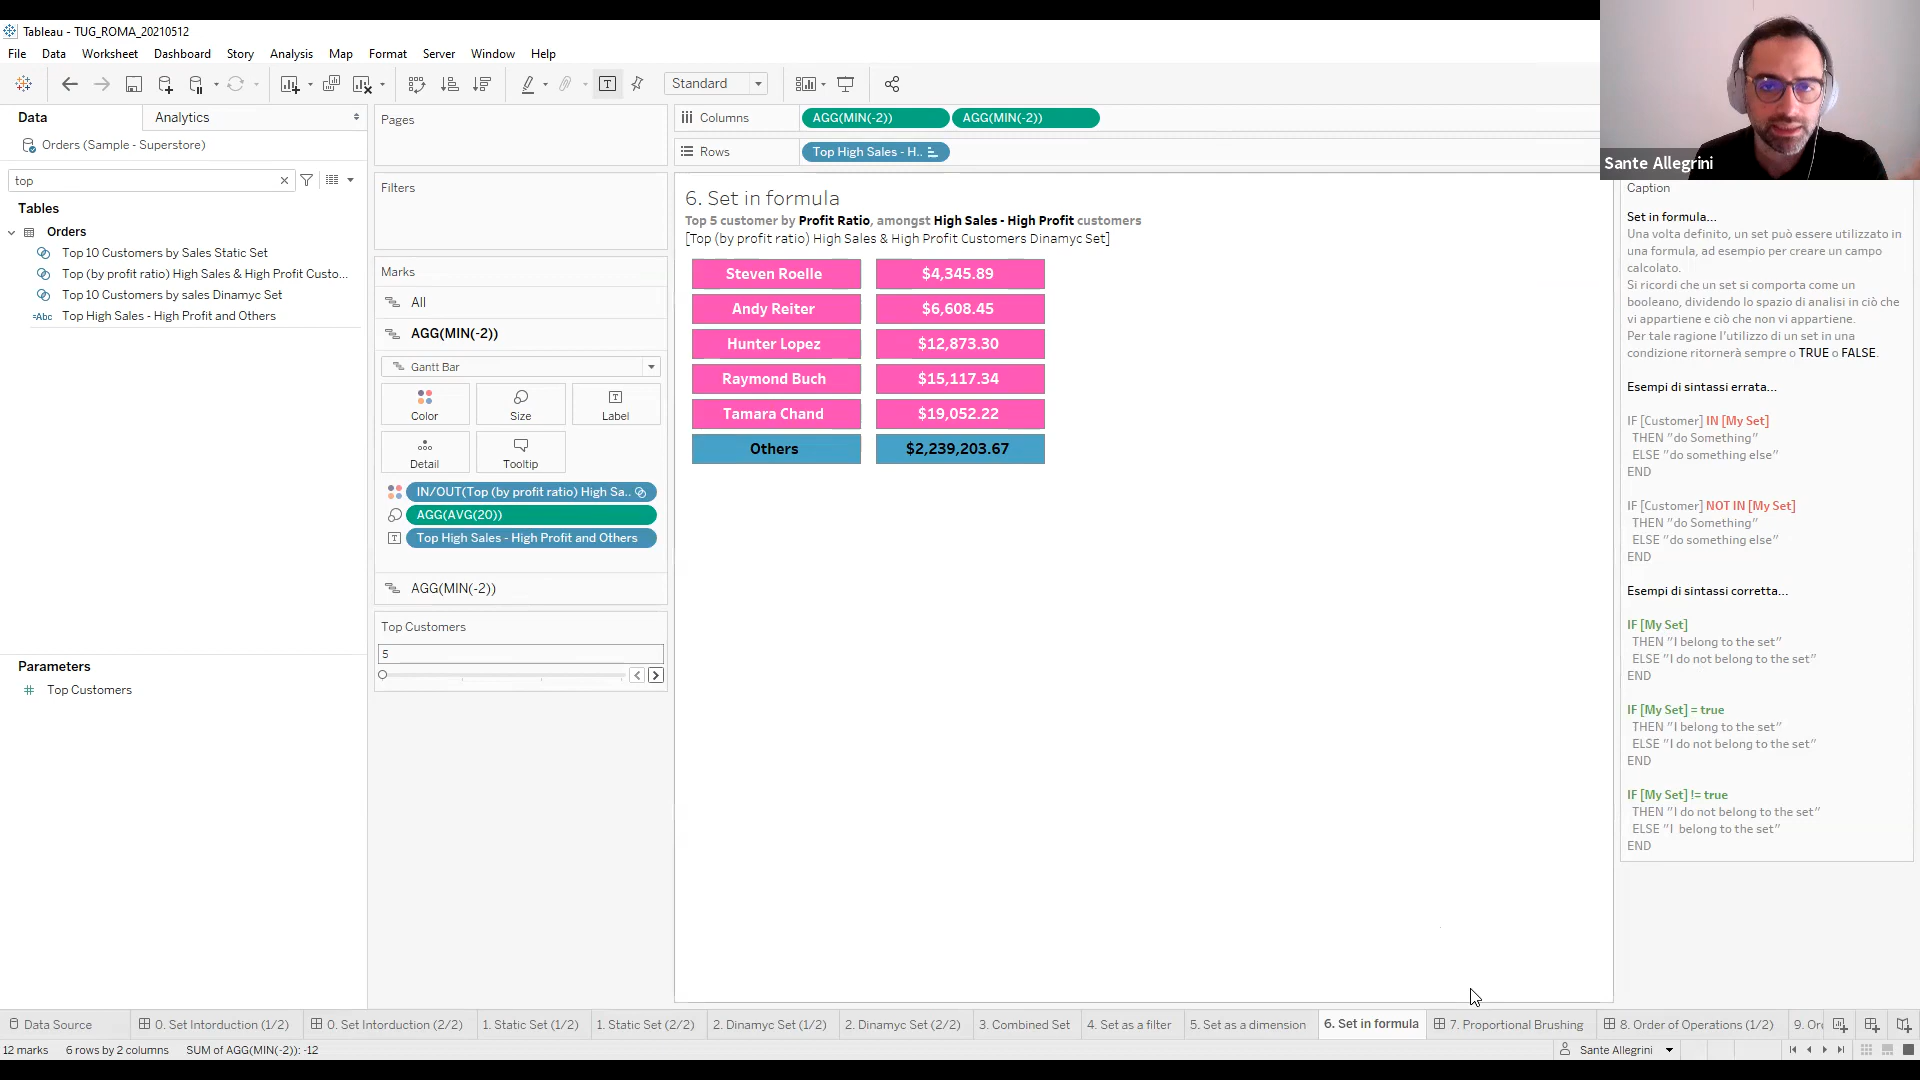 Tableau - TUG_ROMA_20210512
File Data Worksheet Dashboard Story Analysis Map Format Server Window Help
Standard
Sante Allegrini
Data Analytics
Orders (Sample - Superstore)
top
Tables
Orders
Top 10 Customers by Sales Static Set
Top (by profit ratio) High Sales & High Profit Custo...
Top 10 Customers by sales Dinamyc Set
Abc Top High Sales - High Profit and Others
Parameters
Top Customers
Pages
Filters
Marks
All
AGG(MIN(-2))
Gantt Bar
Color Size Label
Detail Tooltip
IN/OUT(Top (by profit ratio) High Sa..
AGG(AVG(20))
Top High Sales - High Profit and Others
AGG(MIN(-2))
Top Customers
5
Columns AGG(MIN(-2)) AGG(MIN(-2))
Rows Top High Sales - H..
6. Set in formula
Top 5 customer by Profit Ratio, amongst High Sales - High Profit customers
[Top (by profit ratio) High Sales & High Profit Customers Dinamyc Set]
Steven Roelle $4,345.89
Andy Reiter $6,608.45
Hunter Lopez $12,873.30
Raymond Buch $15,117.34
Tamara Chand $19,052.22
Others $2,239,203.67
Caption
Set in formula...
Una volta definito, un set può essere utilizzato in
una formula, ad esempio per creare un campo
calcolato.
Si ricordi che un set si comporta come un
booleano, dividendo lo spazio di analisi in ciò che
vi appartiene e ciò che non vi appartiene.
Per tale ragione l'utilizzo di un set in una
condizione ritornerà sempre o TRUE o FALSE.
Esempi di sintassi errata...
IF [Customer] IN [My Set]
THEN "do Something"
ELSE "do something else"
END
IF [Customer] NOT IN [My Set]
THEN "do Something"
ELSE "do something else"
END
Esempi di sintassi corretta...
IF [My Set]
THEN "I belong to the set"
ELSE "I do not belong to the set"
END
IF [My Set] = true
THEN "I belong to the set"
ELSE "I do not belong to the set"
END
IF [My Set] != true
THEN "I do not belong to the set"
ELSE "I belong to the set"
END
Data Source 0. Set Intorduction (1/2) 0. Set Intorduction (2/2) 1. Static Set (1/2) 1. Static Set (2/2) 2. Dinamyc Set (1/2) 2. Dinamyc Set (2/2) 3. Combined Set 4. Set as a filter 5. Set as a dimension 6. Set in formula 7. Proportional Brushing 8. Order of Operations (1/2) 9. Or
12 marks 6 rows by 2 columns SUM of AGG(MIN(-2)): -12 Sante Allegrini